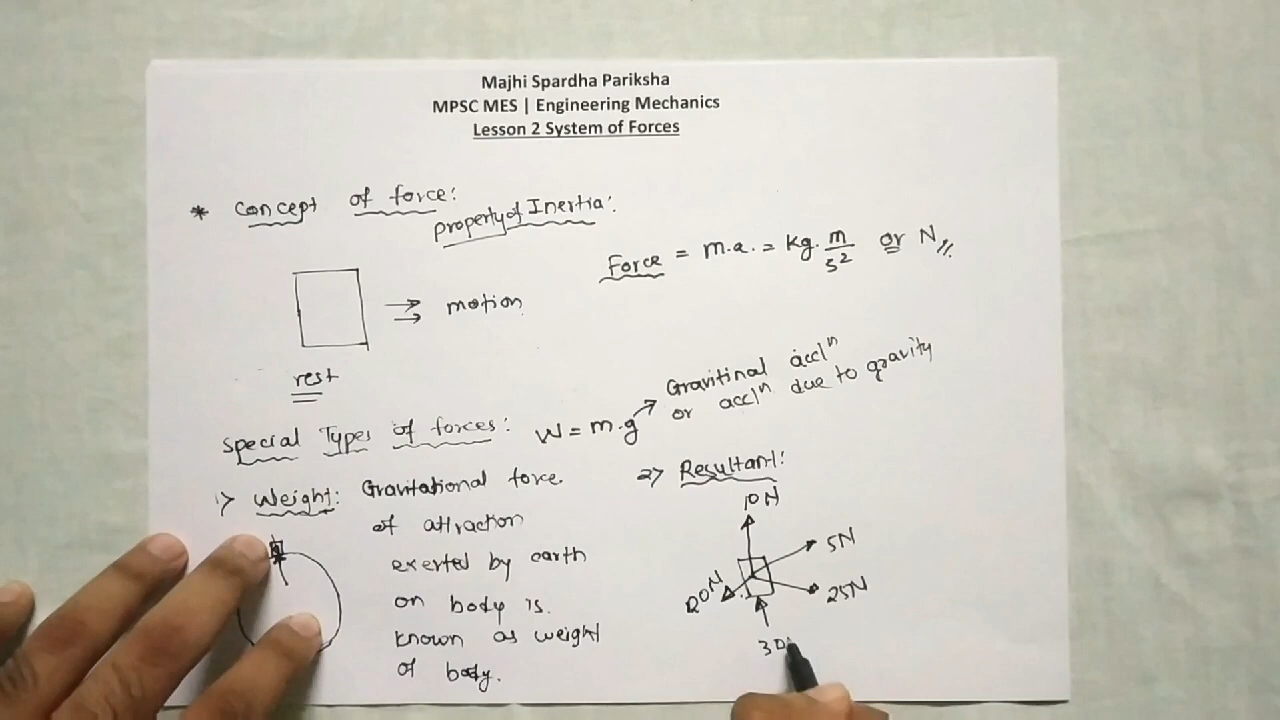 Majhi Spardha Pariksha
MPSC MES | Engineering Mechanics
Lesson 2 System of Forces
* Concept of force:
property of Inertia:
Force = m.a. = kg. m/s² or N
motion
rest
Special Types of forces: W = m.g
Gravitinal acclⁿ
or acclⁿ due to gravity
1> Weight: Gravitational force
of attraction
exerted by earth
on body is.
known as weight
of body.
2> Resultant:
10 N
5N
25N
20N
30